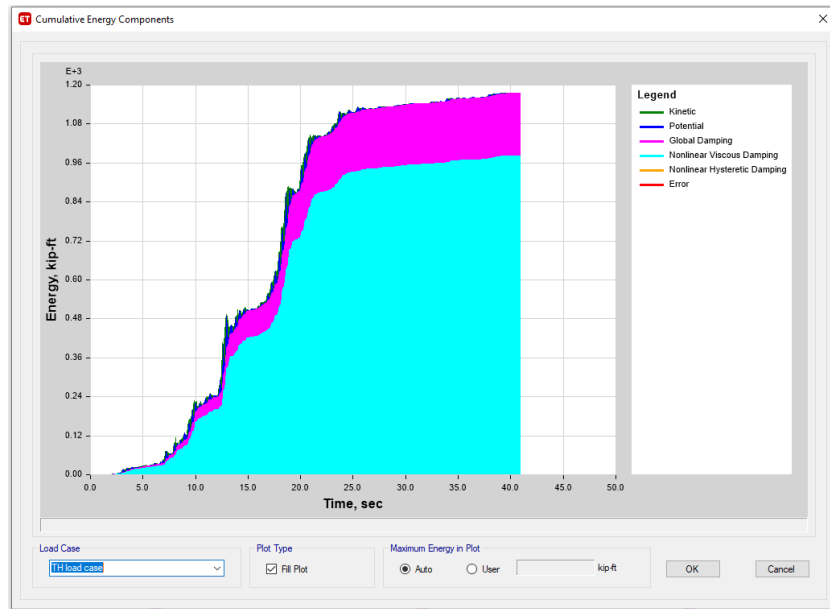 ET Cumulative Energy Components
E+3
1.20
1.08
0.96
0.84
0.72
0.60
0.48
0.36
0.24
0.12
0.00
Energy, kip-ft
0.0 5.0 10.0 15.0 20.0 25.0 30.0 35.0 40.0 45.0 50.0
Time, sec
Legend
Kinetic
Potential
Global Damping
Nonlinear Viscous Damping
Nonlinear Hysteretic Damping
Error
Load Case
TH load case
Plot Type
Fill Plot
Maximum Energy in Plot
Auto User kip-ft
OK Cancel